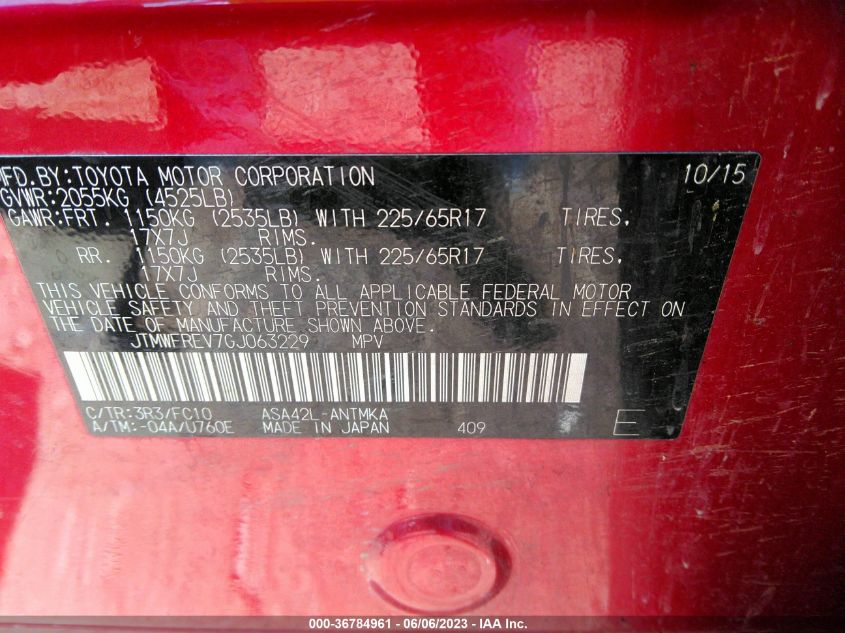 MFD. BY: TOYOTA MOTOR CORPORATION 10/15
GVWR: 2055KG (4525LB)
GAWR: FRT. 1150KG (2535LB) WITH 225/65R17 TIRES,
17X7J RIMS.
RR. 1150KG (2535LB) WITH 225/65R17 TIRES,
17X7J RIMS.
THIS VEHICLE CONFORMS TO ALL APPLICABLE FEDERAL MOTOR
VEHICLE SAFETY AND THEFT PREVENTION STANDARDS IN EFFECT ON
THE DATE OF MANUFACTURE SHOWN ABOVE.
JTMWFREV7GJ063229 MPV
C/TR: 3R3/FC10 ASA42L-ANTMKA
A/TM: -04A/U760E MADE IN JAPAN 409 E
000-36784961 - 06/06/2023 - IAA Inc.